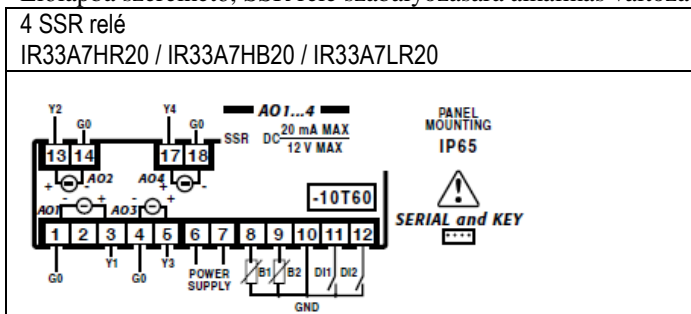 4 SSR relé
IR33A7HR20 / IR33A7HB20 / IR33A7LR20
Y2 G0 Y4 G0
AO1...4
SSR DC 20 mA MAX
12 V MAX
PANEL
MOUNTING
IP65
13 14 17 18
+ - AO2 AO4 + -
AO1 - + AO3 - +
-10T60
SERIAL and KEY
1 2 3 4 5 6 7 8 9 10 11 12
G0 Y1 G0 Y3
POWER
SUPPLY
B1 B2 DI1 DI2
GND